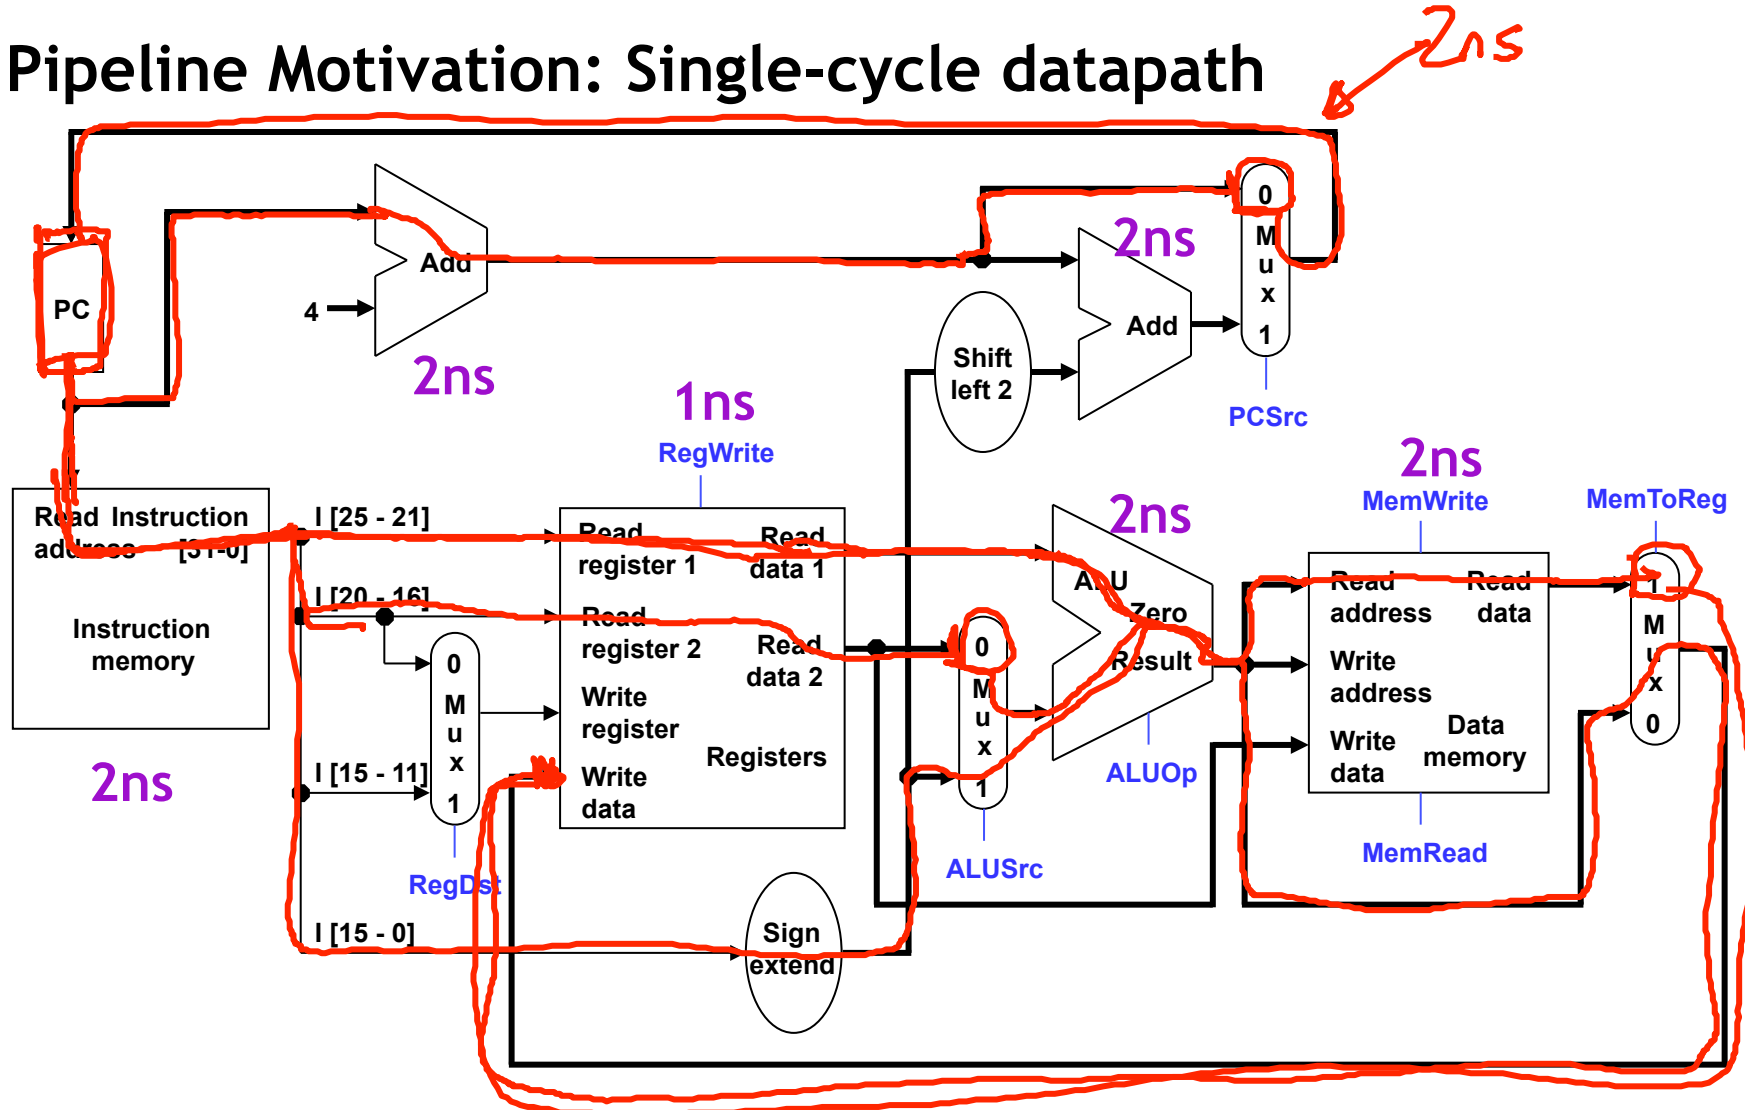 2ns
Pipeline Motivation: Single-cycle datapath
PC
Add
4
2ns
2ns
Add
Shift
left 2
0
M
u
x
1
PCSrc
1ns
RegWrite
2ns
MemWrite
MemToReg
Read
address
Instruction
[31-0]
Instruction
memory
2ns
I [25 - 21]
I [20 - 16]
I [15 - 11]
I [15 - 0]
0
M
u
x
1
RegDst
Read
register 1
Read
data 1
Read
register 2
Read
data 2
Write
register
Write
data
Registers
Sign
extend
0
M
u
x
1
ALUSrc
2ns
ALU
Zero
Result
ALUOp
Read
address
Read
data
Write
address
Write
data
Data
memory
MemRead
1
M
u
x
0